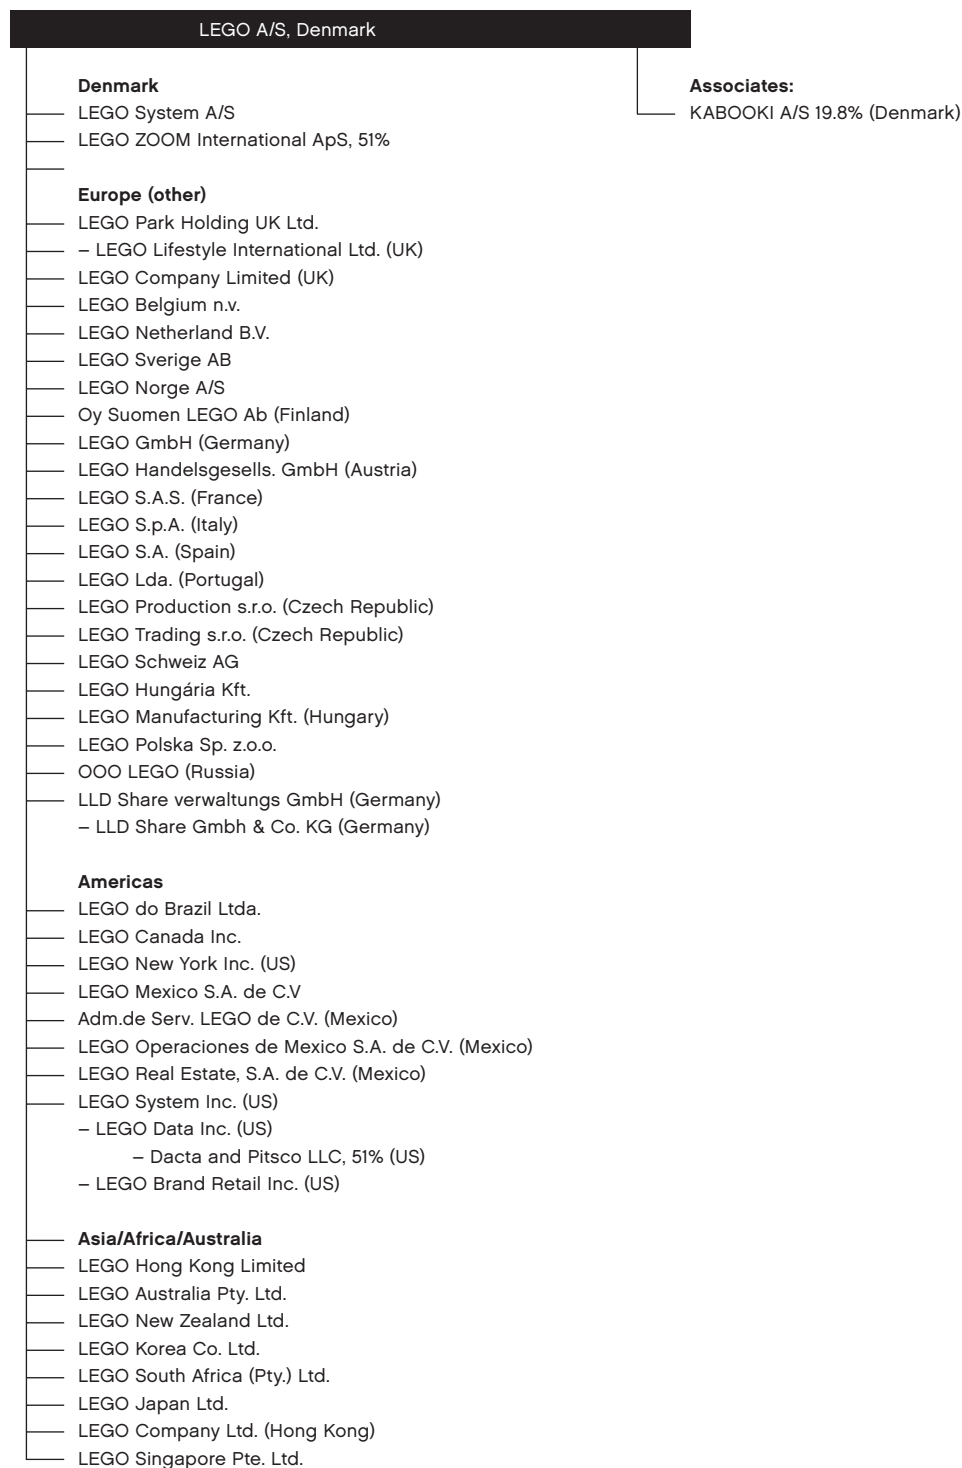 LEGO A/S, Denmark
Denmark
LEGO System A/S
LEGO ZOOM International ApS, 51%
Associates:
KABOOKI A/S 19.8% (Denmark)
Europe (other)
LEGO Park Holding UK Ltd.
– LEGO Lifestyle International Ltd. (UK)
LEGO Company Limited (UK)
LEGO Belgium n.v.
LEGO Netherland B.V.
LEGO Sverige AB
LEGO Norge A/S
Oy Suomen LEGO Ab (Finland)
LEGO GmbH (Germany)
LEGO Handelsgesells. GmbH (Austria)
LEGO S.A.S. (France)
LEGO S.p.A. (Italy)
LEGO S.A. (Spain)
LEGO Lda. (Portugal)
LEGO Production s.r.o. (Czech Republic)
LEGO Trading s.r.o. (Czech Republic)
LEGO Schweiz AG
LEGO Hungária Kft.
LEGO Manufacturing Kft. (Hungary)
LEGO Polska Sp. z.o.o.
OOO LEGO (Russia)
LLD Share verwaltungs GmbH (Germany)
– LLD Share Gmbh & Co. KG (Germany)
Americas
LEGO do Brazil Ltda.
LEGO Canada Inc.
LEGO New York Inc. (US)
LEGO Mexico S.A. de C.V
Adm.de Serv. LEGO de C.V. (Mexico)
LEGO Operaciones de Mexico S.A. de C.V. (Mexico)
LEGO Real Estate, S.A. de C.V. (Mexico)
LEGO System Inc. (US)
– LEGO Data Inc. (US)
– Dacta and Pitsco LLC, 51% (US)
– LEGO Brand Retail Inc. (US)
Asia/Africa/Australia
LEGO Hong Kong Limited
LEGO Australia Pty. Ltd.
LEGO New Zealand Ltd.
LEGO Korea Co. Ltd.
LEGO South Africa (Pty.) Ltd.
LEGO Japan Ltd.
LEGO Company Ltd. (Hong Kong)
LEGO Singapore Pte. Ltd.